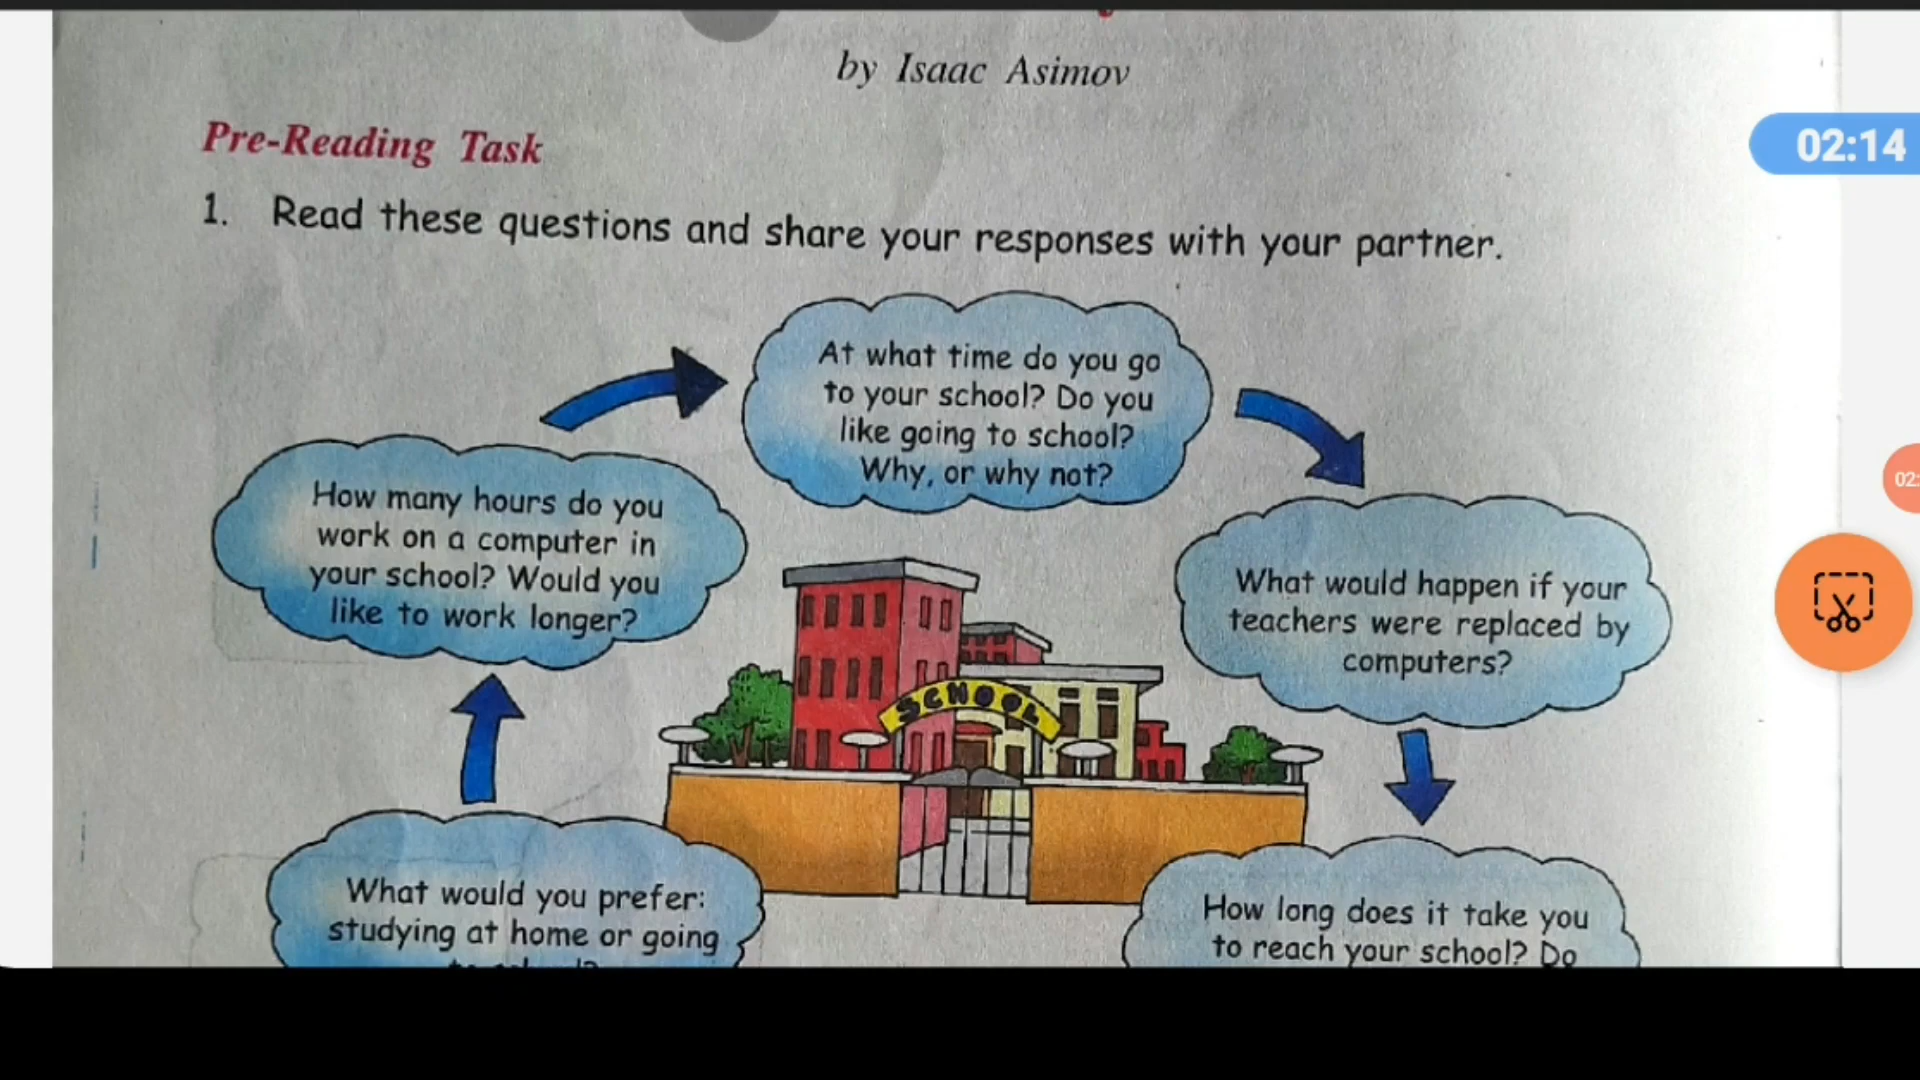 by Isaac Asimov
Pre-Reading Task
1. Read these questions and share your responses with your partner.
At what time do you go
to your school? Do you
like going to school?
Why, or why not?
How many hours do you
work on a computer in
your school? Would you
like to work longer?
What would happen if your
teachers were replaced by
computers?
SCHOOL
What would you prefer:
studying at home or going
How long does it take you
to reach your school? Do
02:14
02: